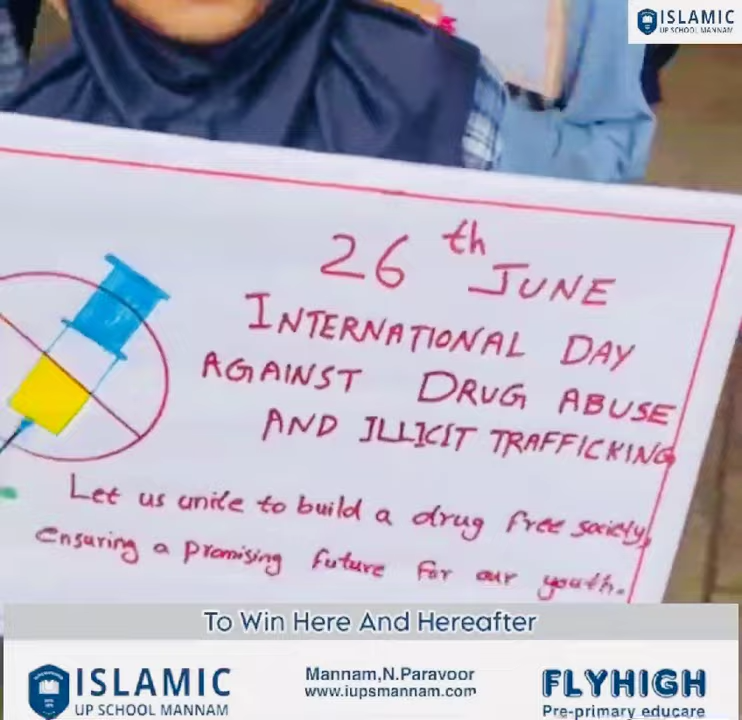 ISLAMIC
UP SCHOOL MANNAM
26th JUNE
INTERNATIONAL DAY
AGAINST DRUG ABUSE
AND ILLICIT TRAFFICKING
Let us unite to build a drug free society,
ensuring a promising future for our youth.
To Win Here And Hereafter
ISLAMIC
UP SCHOOL MANNAM
Mannam,N.Paravoor
www.iupsmannam.com
FLYHIGH
Pre-primary educare